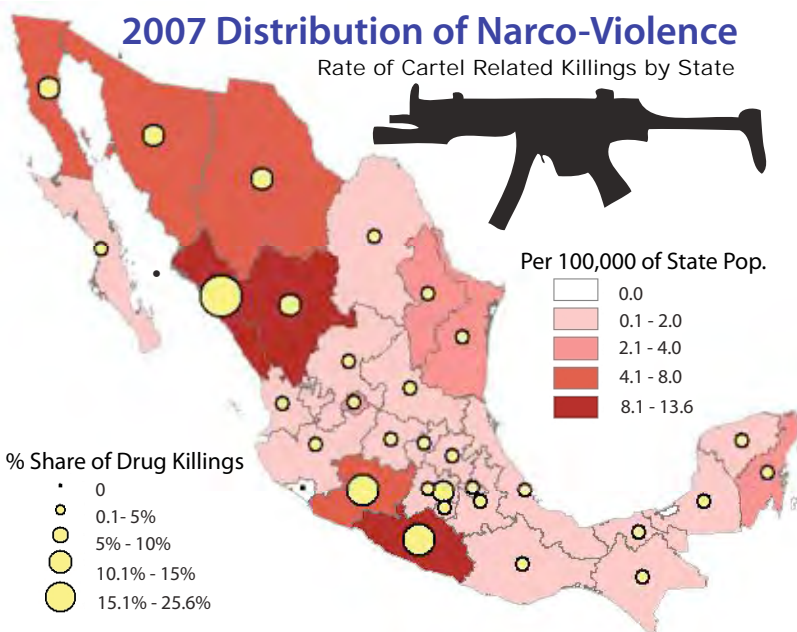 2007 Distribution of Narco-Violence
Rate of Cartel Related Killings by State
Per 100,000 of State Pop.
0.0
0.1 - 2.0
2.1 - 4.0
4.1 - 8.0
8.1 - 13.6
% Share of Drug Killings
0
0.1- 5%
5% - 10%
10.1% - 15%
15.1% - 25.6%